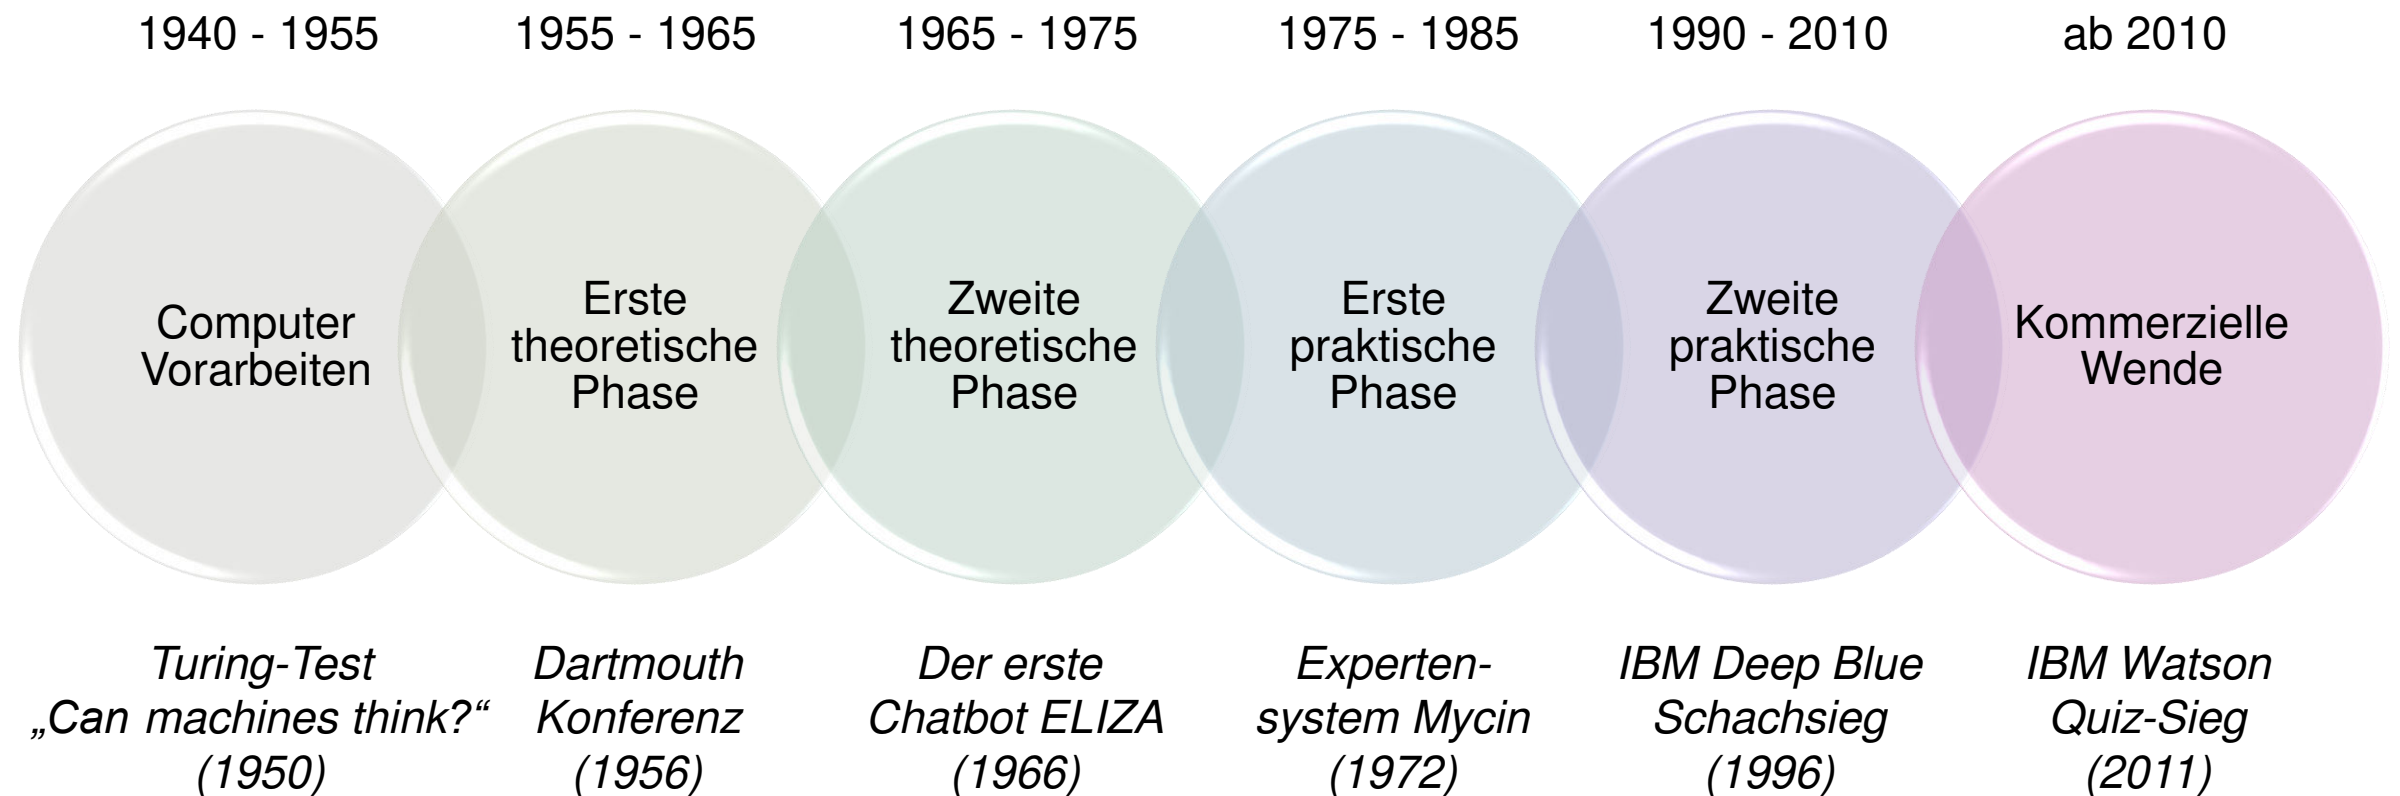 1940 - 1955
1955 - 1965
1965 - 1975
1975 - 1985
1990 - 2010
ab 2010
Computer
Vorarbeiten
Erste
theoretische
Phase
Zweite
theoretische
Phase
Erste
praktische
Phase
Zweite
praktische
Phase
Kommerzielle
Wende
Turing-Test
„Can machines think?“
(1950)
Dartmouth
Konferenz
(1956)
Der erste
Chatbot ELIZA
(1966)
Experten-
system Mycin
(1972)
IBM Deep Blue
Schachsieg
(1996)
IBM Watson
Quiz-Sieg
(2011)